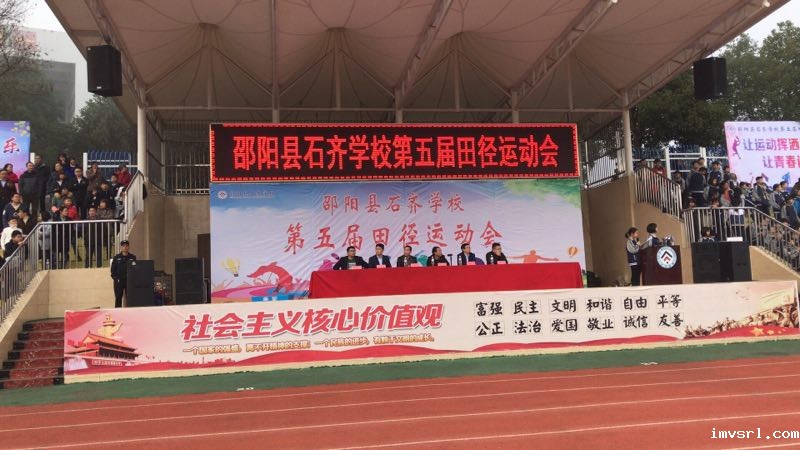 邵阳县石齐学校第五届田径运动会
邵阳县石齐学校
第五届田径运动会
乐
让运动挥洒
让青春
社会主义核心价值观
富强 民主 文明 和谐 自由 平等
公正 法治 爱国 敬业 诚信 友善
imvsrl.com